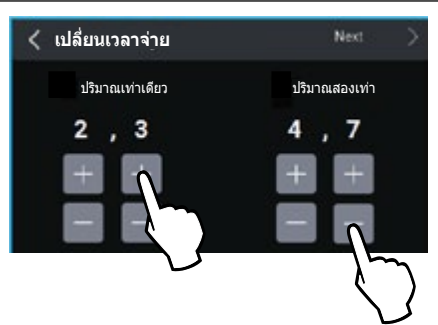 เปลี่ยนเวลาจ่าย Next
ปริมาณเท่าเดียว ปริมาณสองเท่า
2 , 3 4 , 7
+ + + +
− − − −